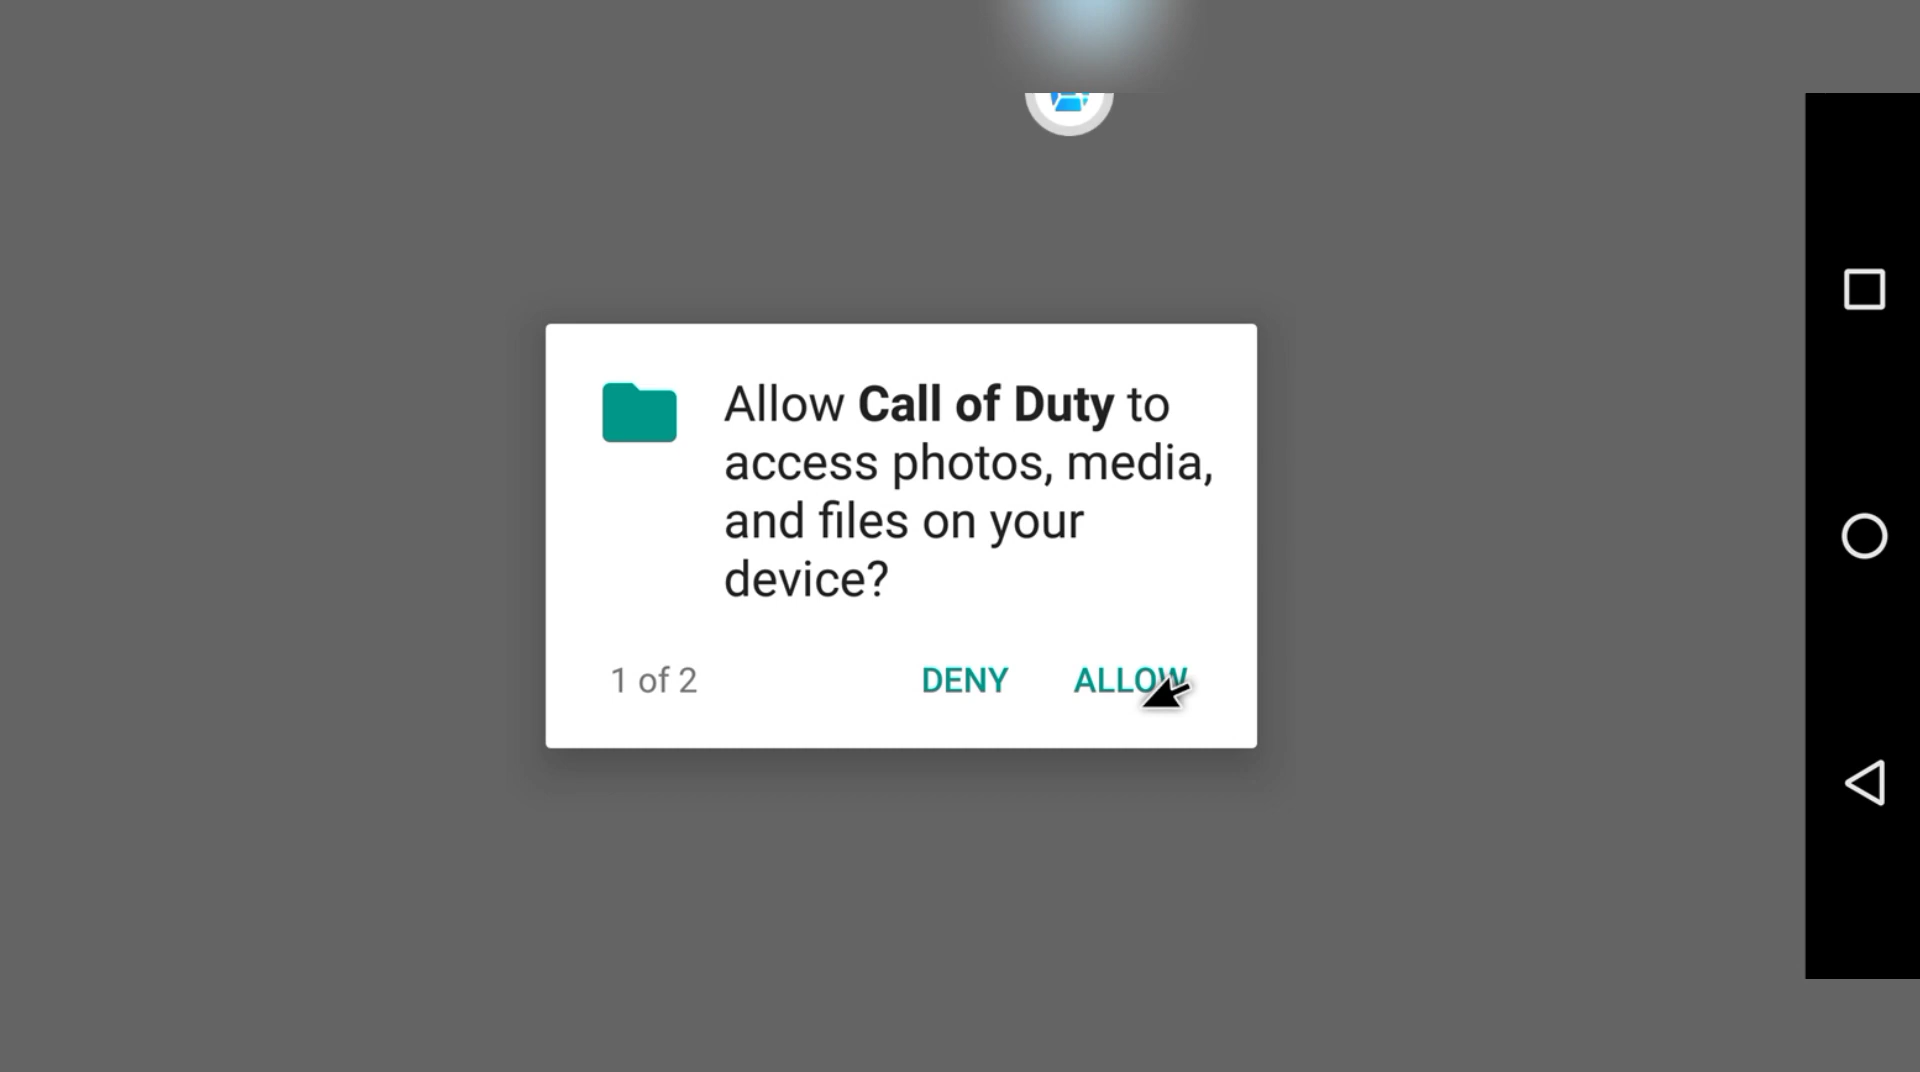 Allow Call of Duty to
access photos, media,
and files on your
device?
1 of 2 DENY ALLOW